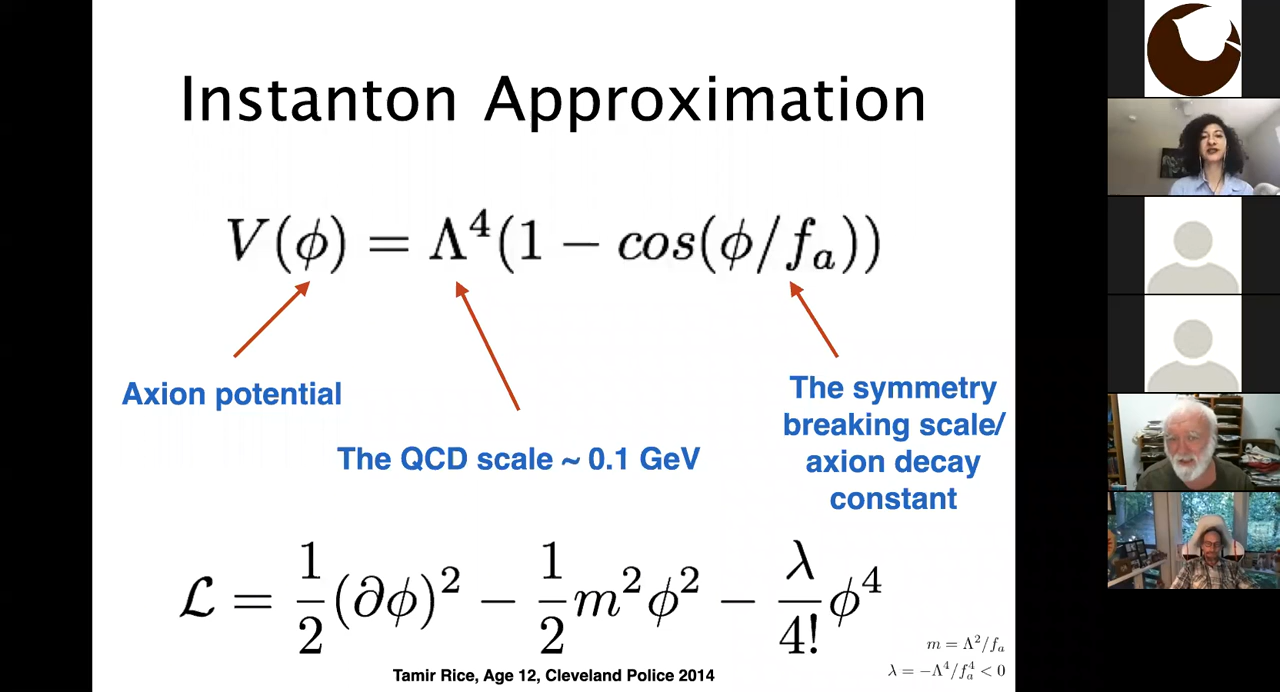 Instanton Approximation
V(ϕ) = Λ⁴(1 − cos(ϕ/fₐ))
Axion potential
The QCD scale ~ 0.1 GeV
The symmetry
breaking scale/
axion decay
constant
ℒ = 1/2 (∂ϕ)² − 1/2 m²ϕ² − λ/4! ϕ⁴
m = Λ²/fₐ
λ = −Λ⁴/fₐ⁴ < 0
Tamir Rice, Age 12, Cleveland Police 2014